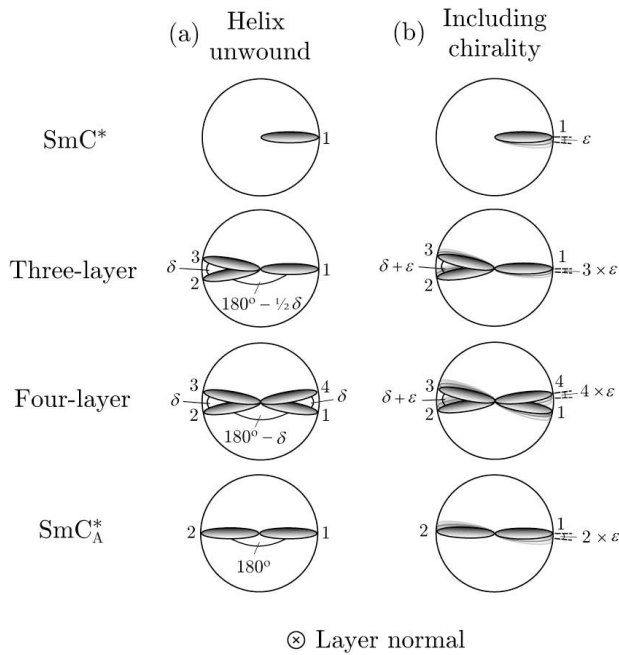 (a) Helix unwound
(b) Including chirality
SmC*
1
1
ε
Three-layer
3
δ
2
1
180° − ½ δ
3
δ + ε
2
1
3 × ε
Four-layer
3
δ
2
4
δ
1
180° − δ
3
δ + ε
2
4
4 × ε
1
SmC*A
2
1
180°
2
1
2 × ε
⊗ Layer normal